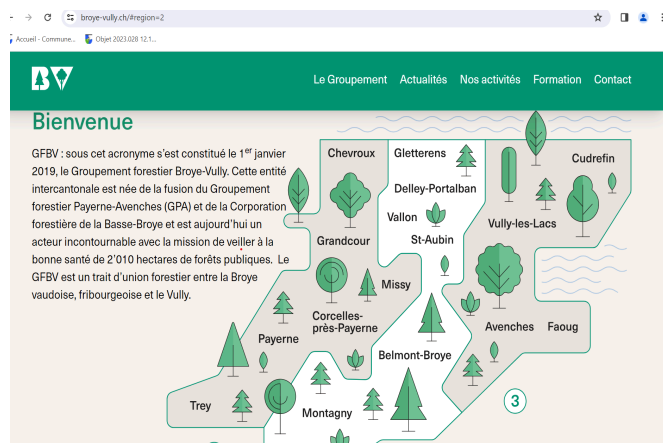 broye-vully.ch/#region=2
Accueil - Commune...
Objet 2023.028 12.1...
BV
Le Groupement Actualités Nos activités Formation Contact
Bienvenue
GFBV : sous cet acronyme s'est constitué le 1er janvier
2019, le Groupement forestier Broye-Vully. Cette entité
intercantonale est née de la fusion du Groupement
forestier Payerne-Avenches (GPA) et de la Corporation
forestière de la Basse-Broye et est aujourd'hui un
acteur incontournable avec la mission de veiller à la
bonne santé de 2'010 hectares de forêts publiques. Le
GFBV est un trait d'union forestier entre la Broye
vaudoise, fribourgeoise et le Vully.
Chevroux
Gletterens
Cudrefin
Delley-Portalban
Vallon
Vully-les-Lacs
Grandcour
St-Aubin
Missy
Corcelles-
près-Payerne
Avenches
Faoug
Payerne
Belmont-Broye
Trey
Montagny
3